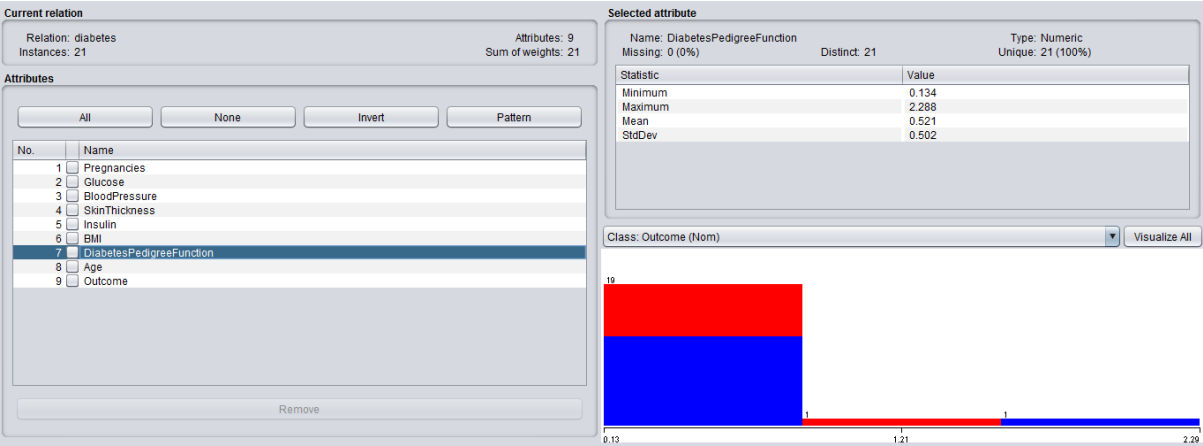 Current relation
Relation: diabetes Attributes: 9
Instances: 21 Sum of weights: 21
Attributes
All None Invert Pattern
No. Name
1 Pregnancies
2 Glucose
3 BloodPressure
4 SkinThickness
5 Insulin
6 BMI
7 DiabetesPedigreeFunction
8 Age
9 Outcome
Remove
Selected attribute
Name: DiabetesPedigreeFunction Type: Numeric
Missing: 0 (0%) Distinct: 21 Unique: 21 (100%)
Statistic Value
Minimum 0.134
Maximum 2.288
Mean 0.521
StdDev 0.502
Class: Outcome (Nom) Visualize All
19
1 1
0.13 1.21 2.29